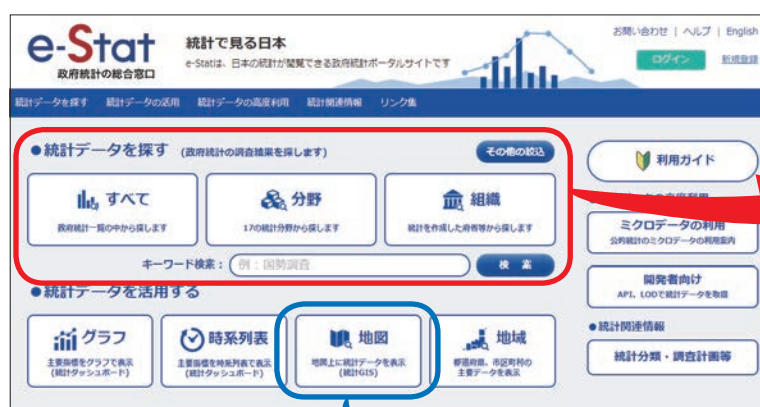 e-Stat
政府統計の総合窓口
統計で見る日本
e-Statは、日本の統計が閲覧できる政府統計ポータルサイトです
お問い合わせ | ヘルプ | English
ログイン
新規登録
統計データを探す 統計データの活用 統計データの高度利用 統計関連情報 リンク集
●統計データを探す (政府統計の調査結果を探します)
その他の絞込
すべて
政府統計一覧の中から探します
分野
17の統計分野から探します
組織
統計を作成した府省等から探します
キーワード検索: 例:国勢調査
検 索
●統計データを活用する
グラフ
主要指標をグラフで表示
(統計ダッシュボード)
時系列表
主要指標を時系列表で表示
(統計ダッシュボード)
地図
地図上に統計データを表示
(統計GIS)
地域
都道府県、市区町村の
主要データを表示
利用ガイド
ミクロデータの利用
公的統計のミクロデータの利用案内
開発者向け
API、LODで統計データを取得
●統計関連情報
統計分類・調査計画等